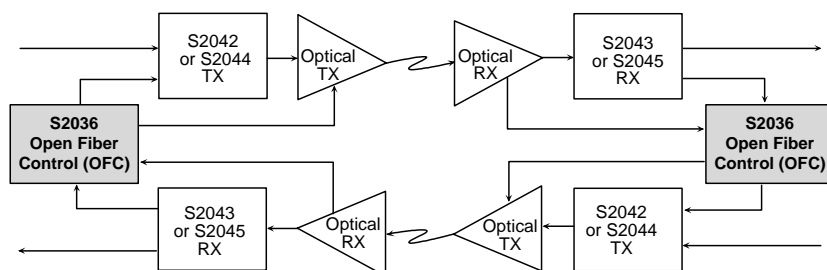 S2042
or S2044
TX
Optical
TX
Optical
RX
S2043
or S2045
RX
S2036
Open Fiber
Control (OFC)
S2036
Open Fiber
Control (OFC)
S2043
or S2045
RX
Optical
RX
Optical
TX
S2042
or S2044
TX